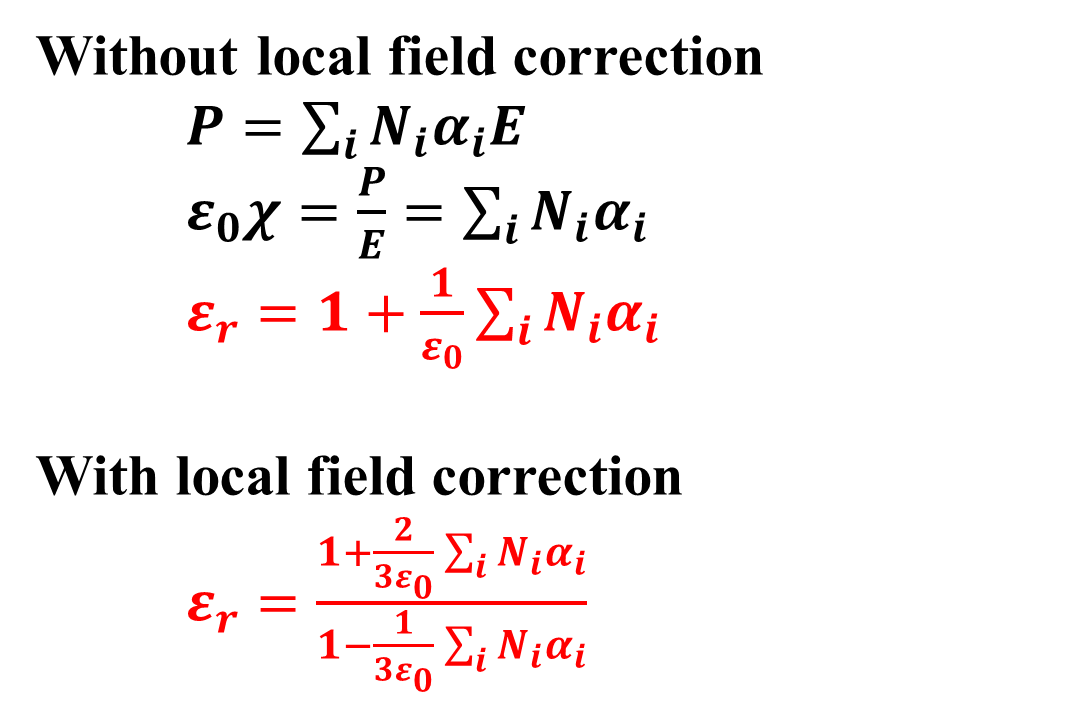 Without local field correction
P = ∑ᵢ NᵢαᵢE
ε₀χ = P/E = ∑ᵢ Nᵢαᵢ
εᵣ = 1 + 1/ε₀ ∑ᵢ Nᵢαᵢ
With local field correction
εᵣ = (1+2/(3ε₀) ∑ᵢ Nᵢαᵢ)/(1−1/(3ε₀) ∑ᵢ Nᵢαᵢ)